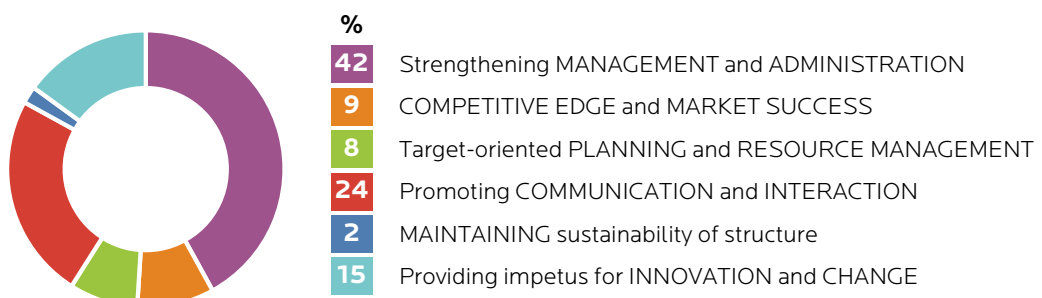 %
42 Strengthening MANAGEMENT and ADMINISTRATION
9 COMPETITIVE EDGE and MARKET SUCCESS
8 Target-oriented PLANNING and RESOURCE MANAGEMENT
24 Promoting COMMUNICATION and INTERACTION
2 MAINTAINING sustainability of structure
15 Providing impetus for INNOVATION and CHANGE